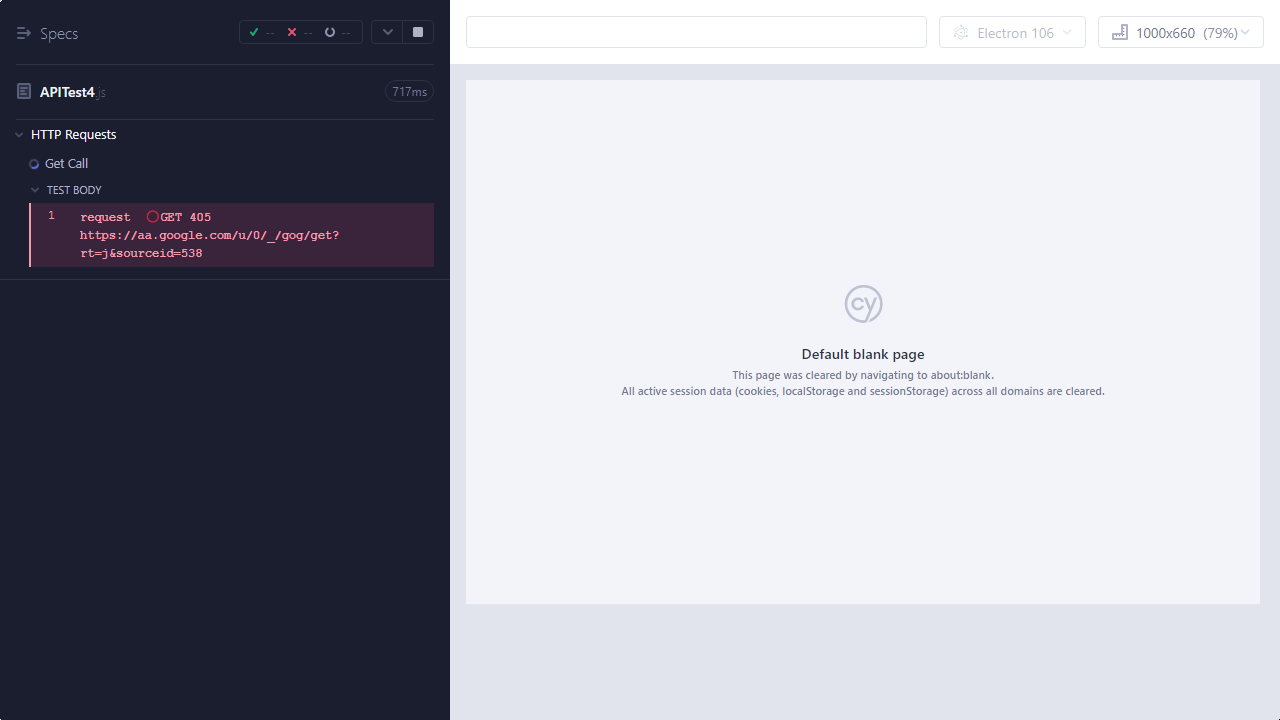 Specs
-- -- --
Electron 106
1000x660 (79%)
APITest4.js
717ms
HTTP Requests
Get Call
TEST BODY
1 request GET 405
https://aa.google.com/u/0/_/gog/get?
rt=j&sourceid=538
cy
Default blank page
This page was cleared by navigating to about:blank.
All active session data (cookies, localStorage and sessionStorage) across all domains are cleared.